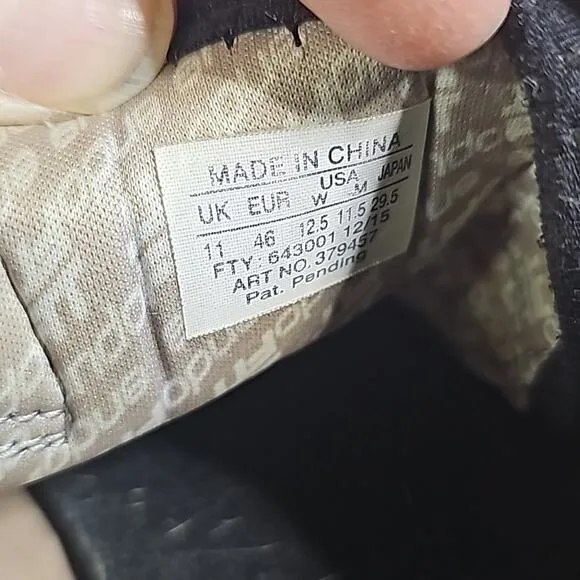 MADE IN CHINA
USA
UK EUR W M JAPAN
11 46 12.5 11.5 29.5
FTY: 643001 12/15
ART NO. 379457
Pat. Pending